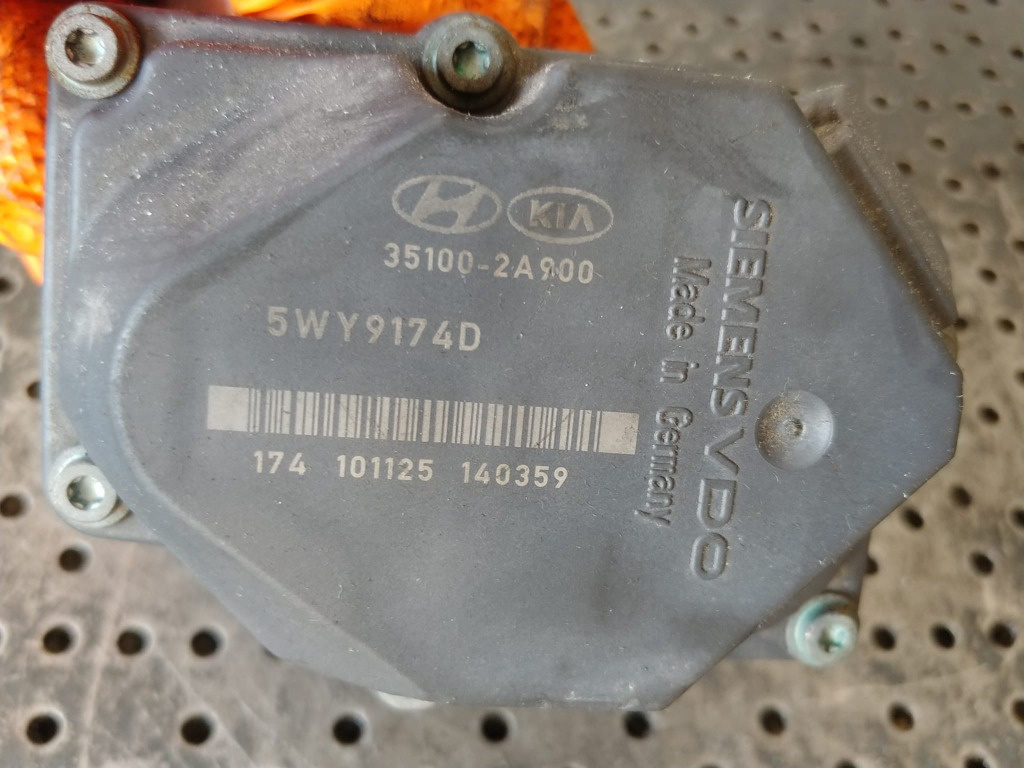 KIA
35100-2A900
5WY9174D
174 101125 140359
SIEMENS VDO
Made in Germany